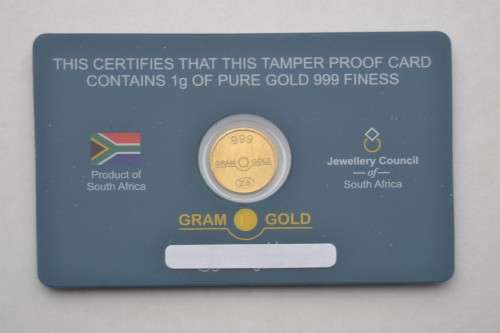 THIS CERTIFIES THAT THIS TAMPER PROOF CARD
CONTAINS 1g OF PURE GOLD 999 FINESS
999
GRAM GOLD
24
Product of
South Africa
Jewellery Council
of
South Africa
GRAM GOLD